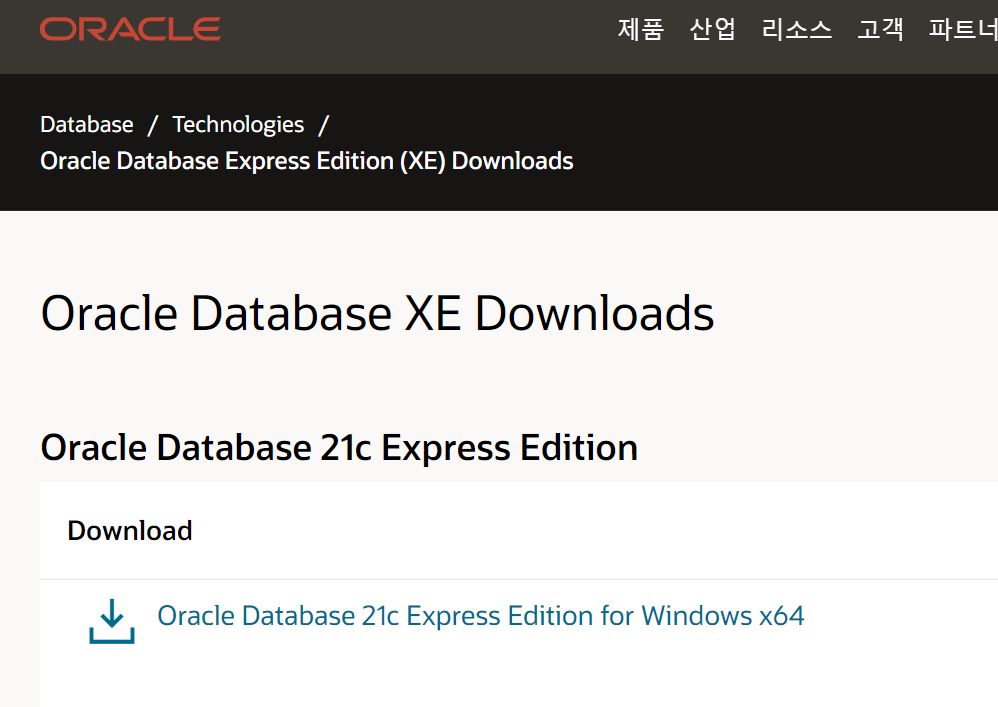 ORACLE
제품 산업 리소스 고객 파트너
Database / Technologies /
Oracle Database Express Edition (XE) Downloads
Oracle Database XE Downloads
Oracle Database 21c Express Edition
Download
Oracle Database 21c Express Edition for Windows x64